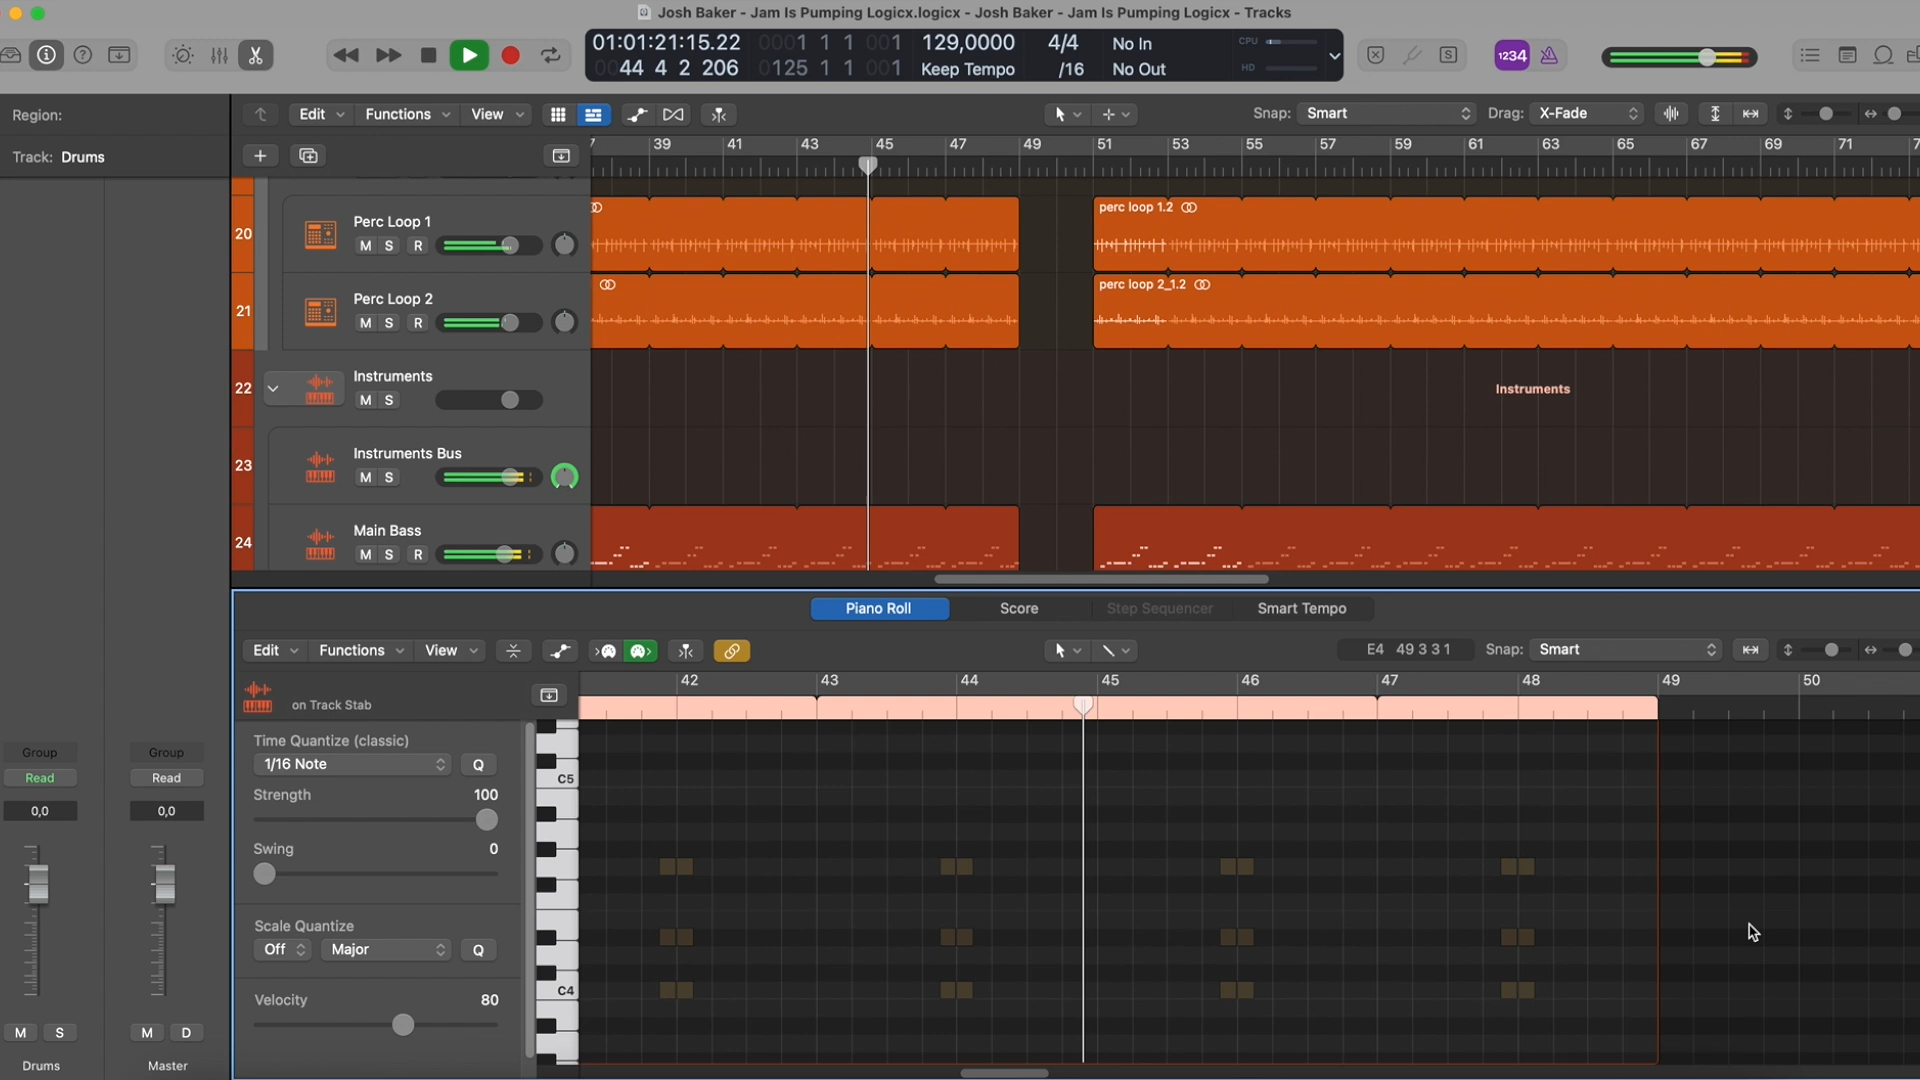 Josh Baker - Jam Is Pumping Logicx.logicx - Josh Baker - Jam Is Pumping Logicx - Tracks
01:01:21:15.22 0001 1 1 001 129,0000 4/4 No In CPU
0044 4 2 206 0125 1 1 001 Keep Tempo /16 No Out HD
S 1234
Region:
Edit Functions View Snap: Smart Drag: X-Fade
Track: Drums
39 41 43 45 47 49 51 53 55 57 59 61 63 65 67 69 71
20 Perc Loop 1
M S R
perc loop 1.2
21 Perc Loop 2
M S R
perc loop 2_1.2
22 Instruments
M S
Instruments
23 Instruments Bus
M S
24 Main Bass
M S R
Piano Roll Score Step Sequencer Smart Tempo
Edit Functions View E4 49 3 3 1 Snap: Smart
42 43 44 45 46 47 48 49 50
on Track Stab
Time Quantize (classic)
1/16 Note Q
Strength 100
Swing 0
Scale Quantize
Off Major Q
Velocity 80
C5
C4
Group Group
Read Read
0,0 0,0
M S M D
Drums Master